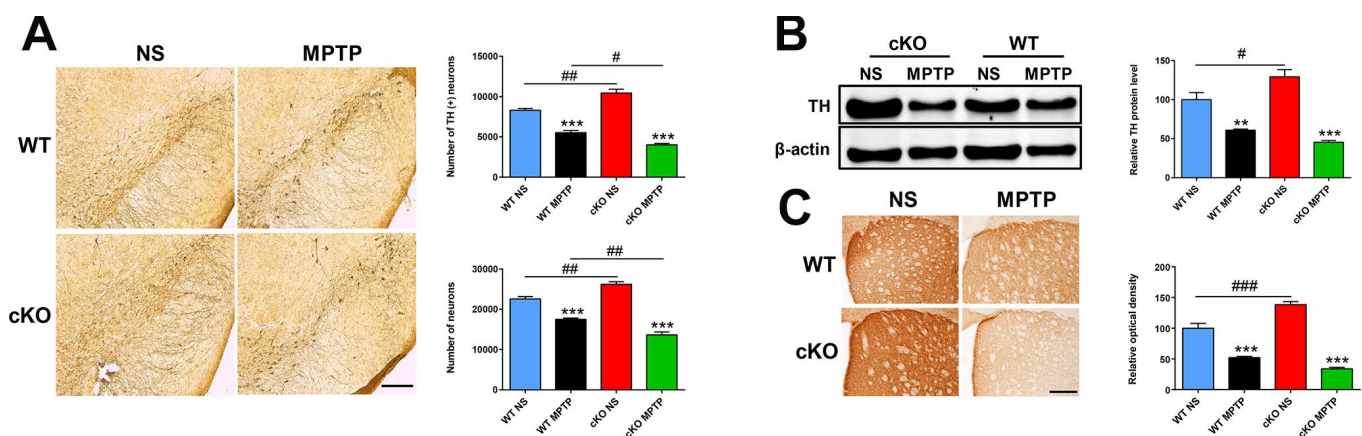 A
NS MPTP
WT
cKO
Number of TH (+) neurons
15000
10000
5000
0
##
#
***
***
WT NS
WT MPTP
cKO NS
cKO MPTP
Number of neurons
30000
20000
10000
0
##
##
***
***
WT NS
WT MPTP
cKO NS
cKO MPTP
B
cKO WT
NS MPTP NS MPTP
TH
β-actin
Relative TH protein level
150
100
50
0
#
**
***
WT NS
WT MPTP
cKO NS
cKO MPTP
C
NS MPTP
WT
cKO
Relative optical density
200
150
100
50
0
###
***
***
WT NS
WT MPTP
cKO NS
cKO MPTP